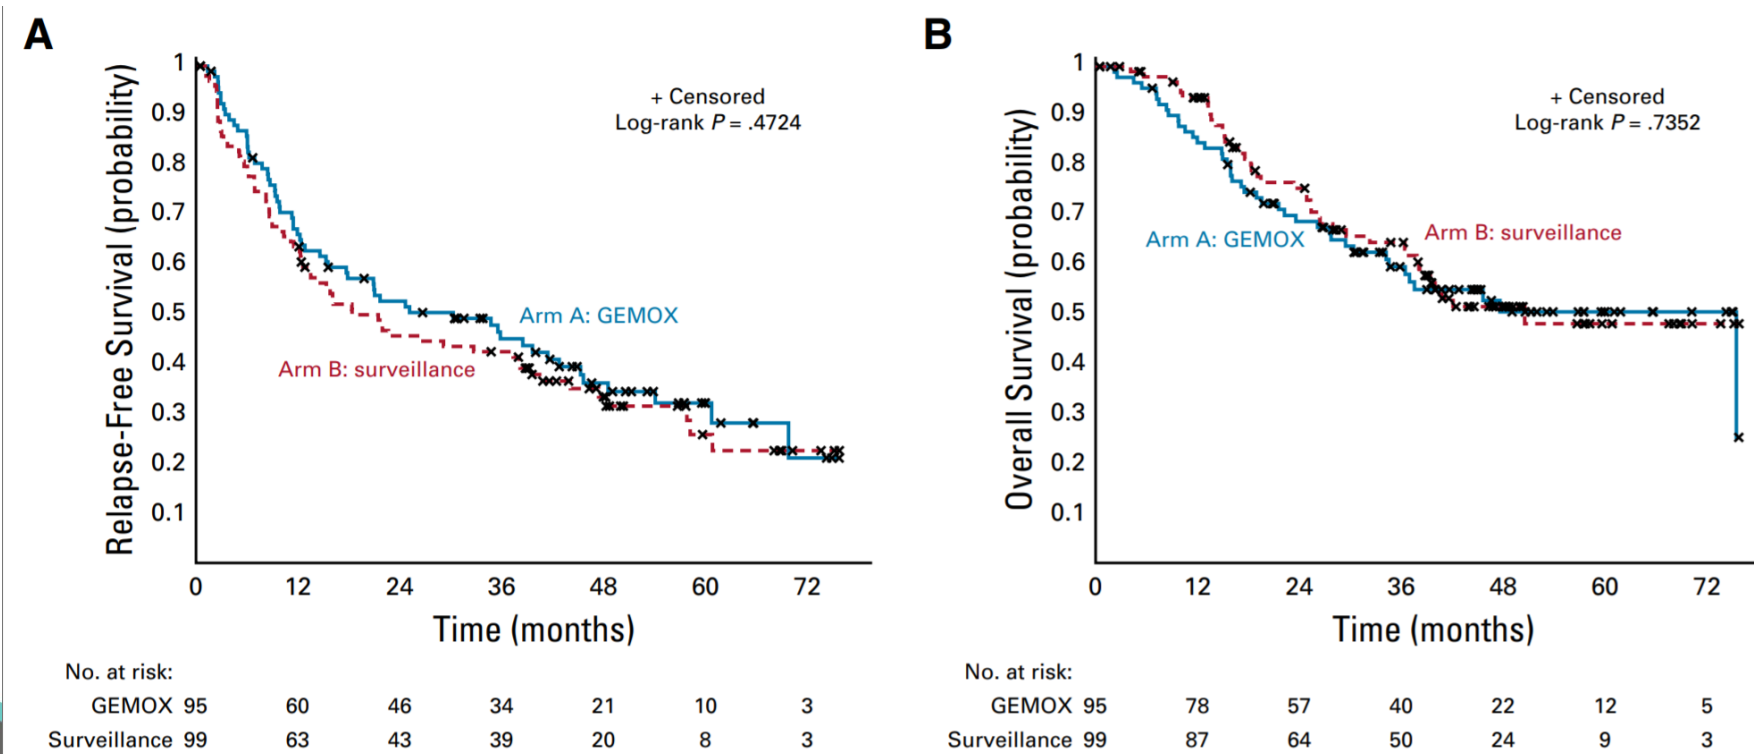 A
Relapse-Free Survival (probability)
1
0.9
0.8
0.7
0.6
0.5
0.4
0.3
0.2
0.1
+ Censored
Log-rank P = .4724
Arm A: GEMOX
Arm B: surveillance
0 12 24 36 48 60 72
Time (months)
No. at risk:
GEMOX 95 60 46 34 21 10 3
Surveillance 99 63 43 39 20 8 3
B
Overall Survival (probability)
1
0.9
0.8
0.7
0.6
0.5
0.4
0.3
0.2
0.1
+ Censored
Log-rank P = .7352
Arm A: GEMOX
Arm B: surveillance
0 12 24 36 48 60 72
Time (months)
No. at risk:
GEMOX 95 78 57 40 22 12 5
Surveillance 99 87 64 50 24 9 3